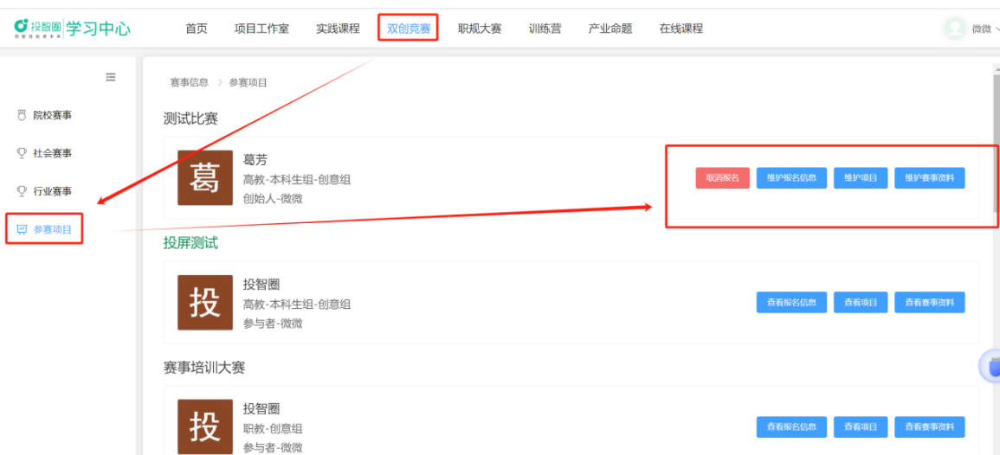 投智圈 学习中心
首页 项目工作室 实践课程 双创竞赛 职规大赛 训练营 产业命题 在线课程 微微
院校赛事
社会赛事
行业赛事
参赛项目
赛事信息 > 参赛项目
测试比赛
葛
葛芳
高教-本科生组-创意组
创始人-微微
取消报名 维护报名信息 维护项目 维护赛事资料
投屏测试
投
投智圈
高教-本科生组-创意组
参与者-微微
查看报名信息 查看项目 查看赛事资料
赛事培训大赛
投
投智圈
职教-创意组
参与者-微微
查看报名信息 查看项目 查看赛事资料